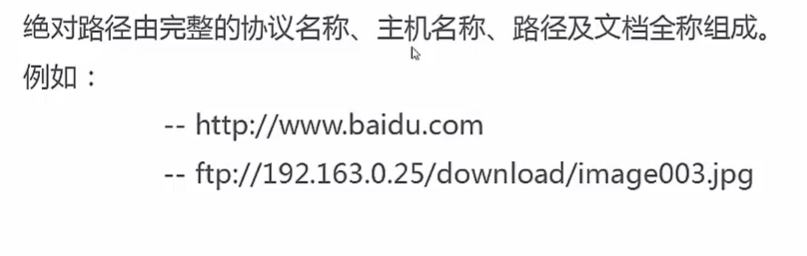 绝对路径由完整的协议名称、主机名称、路径及文档全称组成。
例如：
-- http://www.baidu.com
-- ftp://192.163.0.25/download/image003.jpg